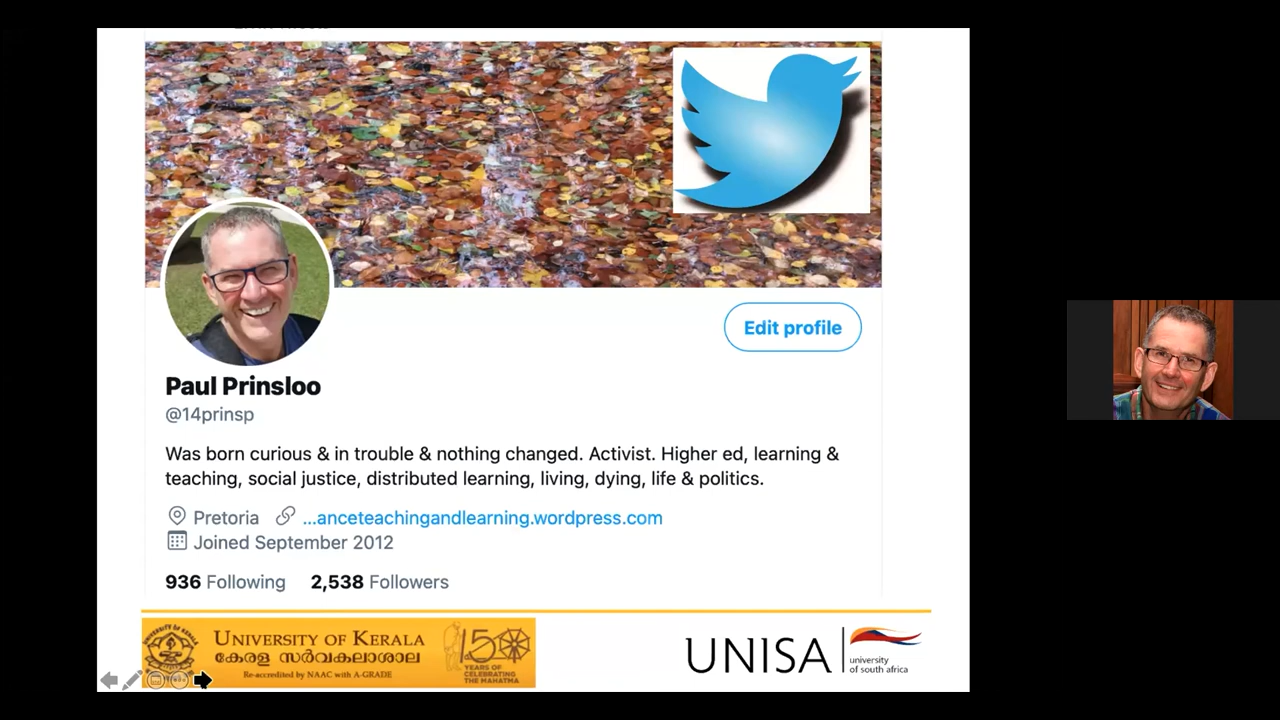 Paul Prinsloo
@14prinsp
Edit profile
Was born curious & in trouble & nothing changed. Activist. Higher ed, learning &
teaching, social justice, distributed learning, living, dying, life & politics.
Pretoria ...anceteachingandlearning.wordpress.com
Joined September 2012
936 Following 2,538 Followers
UNIVERSITY OF KERALA
കേരള സർവകലാശാല
Re-accredited by NAAC with A-GRADE
150
YEARS OF
CELEBRATING
THE MAHATMA
UNISA
university
of south africa